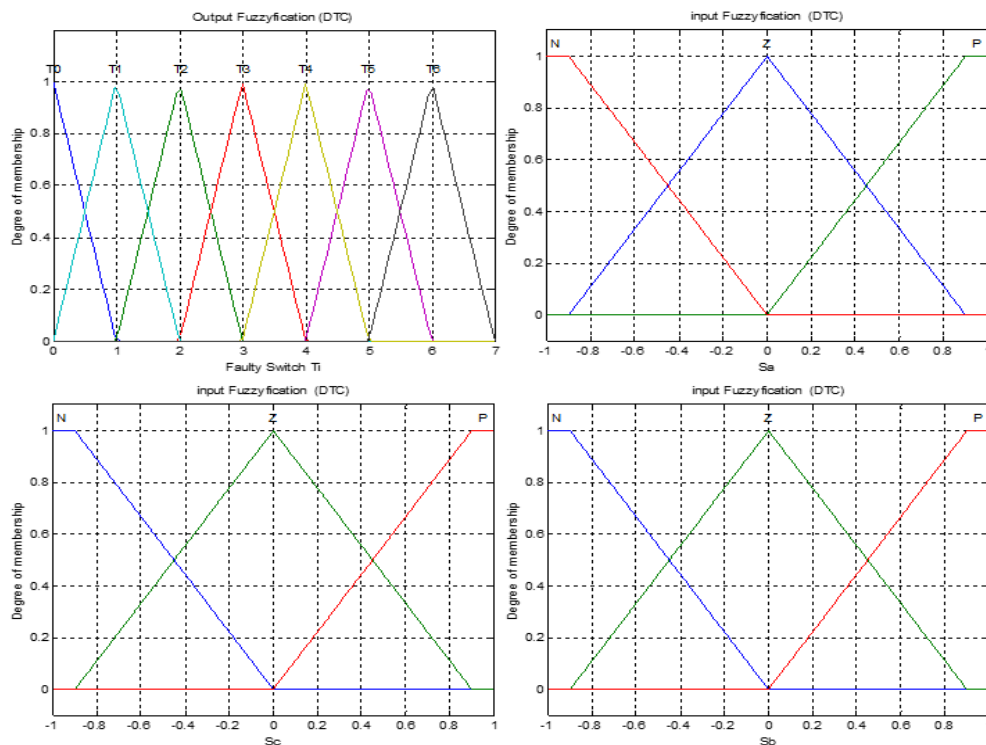 Output Fuzzyfication (DTC)
T0 T1 T2 T3 T4 T5 T6
1
0.8
0.6
0.4
0.2
0
Degree of membership
0 1 2 3 4 5 6 7
Faulty Switch Ti
input Fuzzyfication (DTC)
N Z P
1
0.8
0.6
0.4
0.2
0
Degree of membership
-1 -0.8 -0.6 -0.4 -0.2 0 0.2 0.4 0.6 0.8
Sa
input Fuzzyfication (DTC)
N Z P
1
0.8
0.6
0.4
0.2
0
Degree of membership
-1 -0.8 -0.6 -0.4 -0.2 0 0.2 0.4 0.6 0.8 1
Sc
input Fuzzyfication (DTC)
N Z P
1
0.8
0.6
0.4
0.2
0
Degree of membership
-1 -0.8 -0.6 -0.4 -0.2 0 0.2 0.4 0.6 0.8
Sb